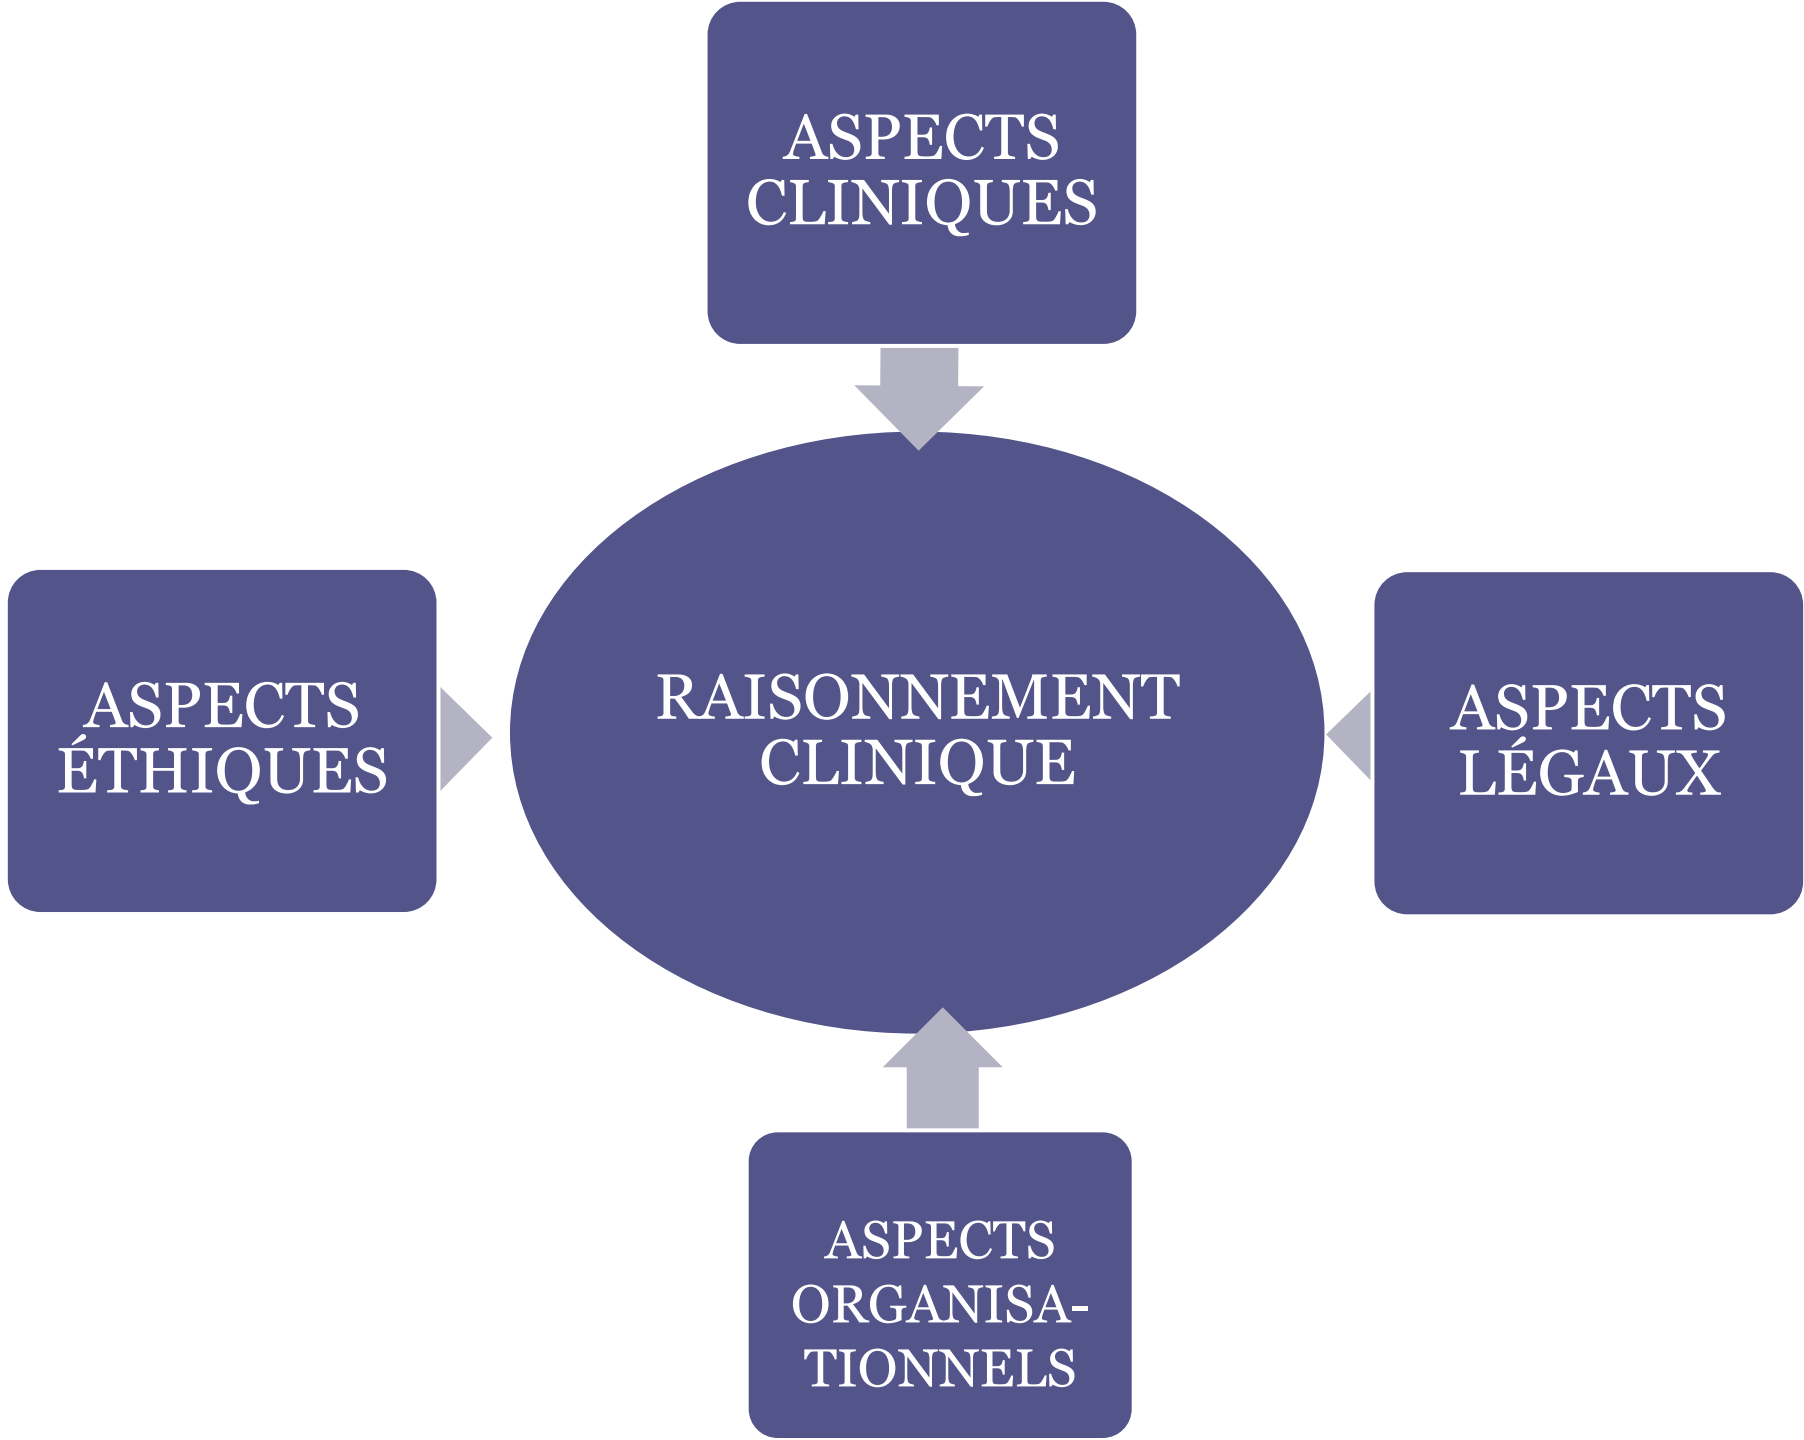 ASPECTS
CLINIQUES
ASPECTS
ÉTHIQUES
RAISONNEMENT
CLINIQUE
ASPECTS
LÉGAUX
ASPECTS
ORGANISA-
TIONNELS